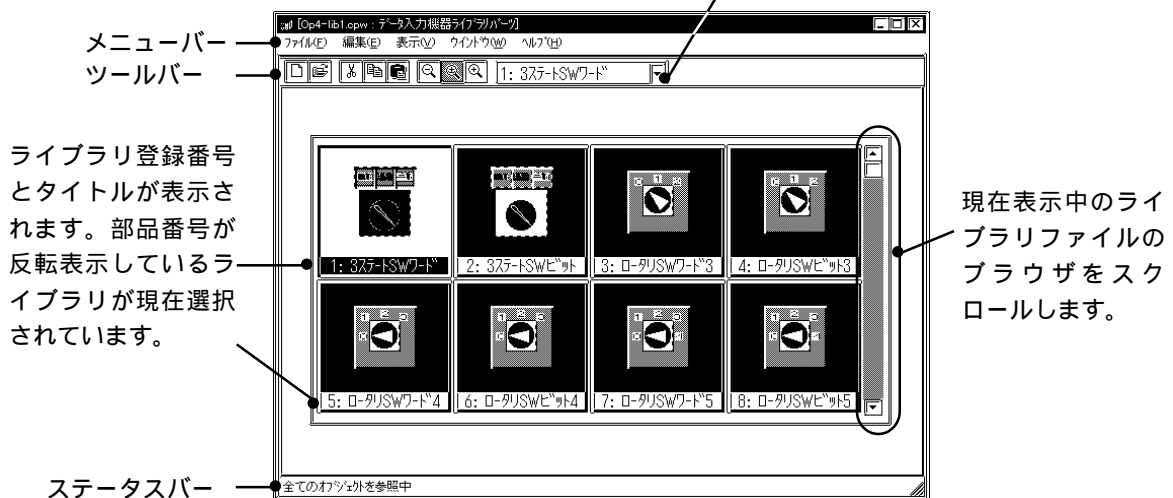 [Op4-lib1.cpw : データ入力機器ライブラリパーツ]
メニューバー
ファイル(F) 編集(E) 表示(V) ウインドウ(W) ヘルプ(H)
ツールバー
1: 3ステートSWワード
ライブラリ登録番号
とタイトルが表示さ
れます。部品番号が
反転表示しているラ
イブラリが現在選択
されています。
1: 3ステートSWワード
2: 3ステートSWビット
3: ロータリSWワード3
4: ロータリSWビット3
5: ロータリSWワード4
6: ロータリSWビット4
7: ロータリSWワード5
8: ロータリSWビット5
現在表示中のライ
ブラリファイルの
ブラウザをスク
ロールします。
ステータスバー
全てのオブジェクトを参照中